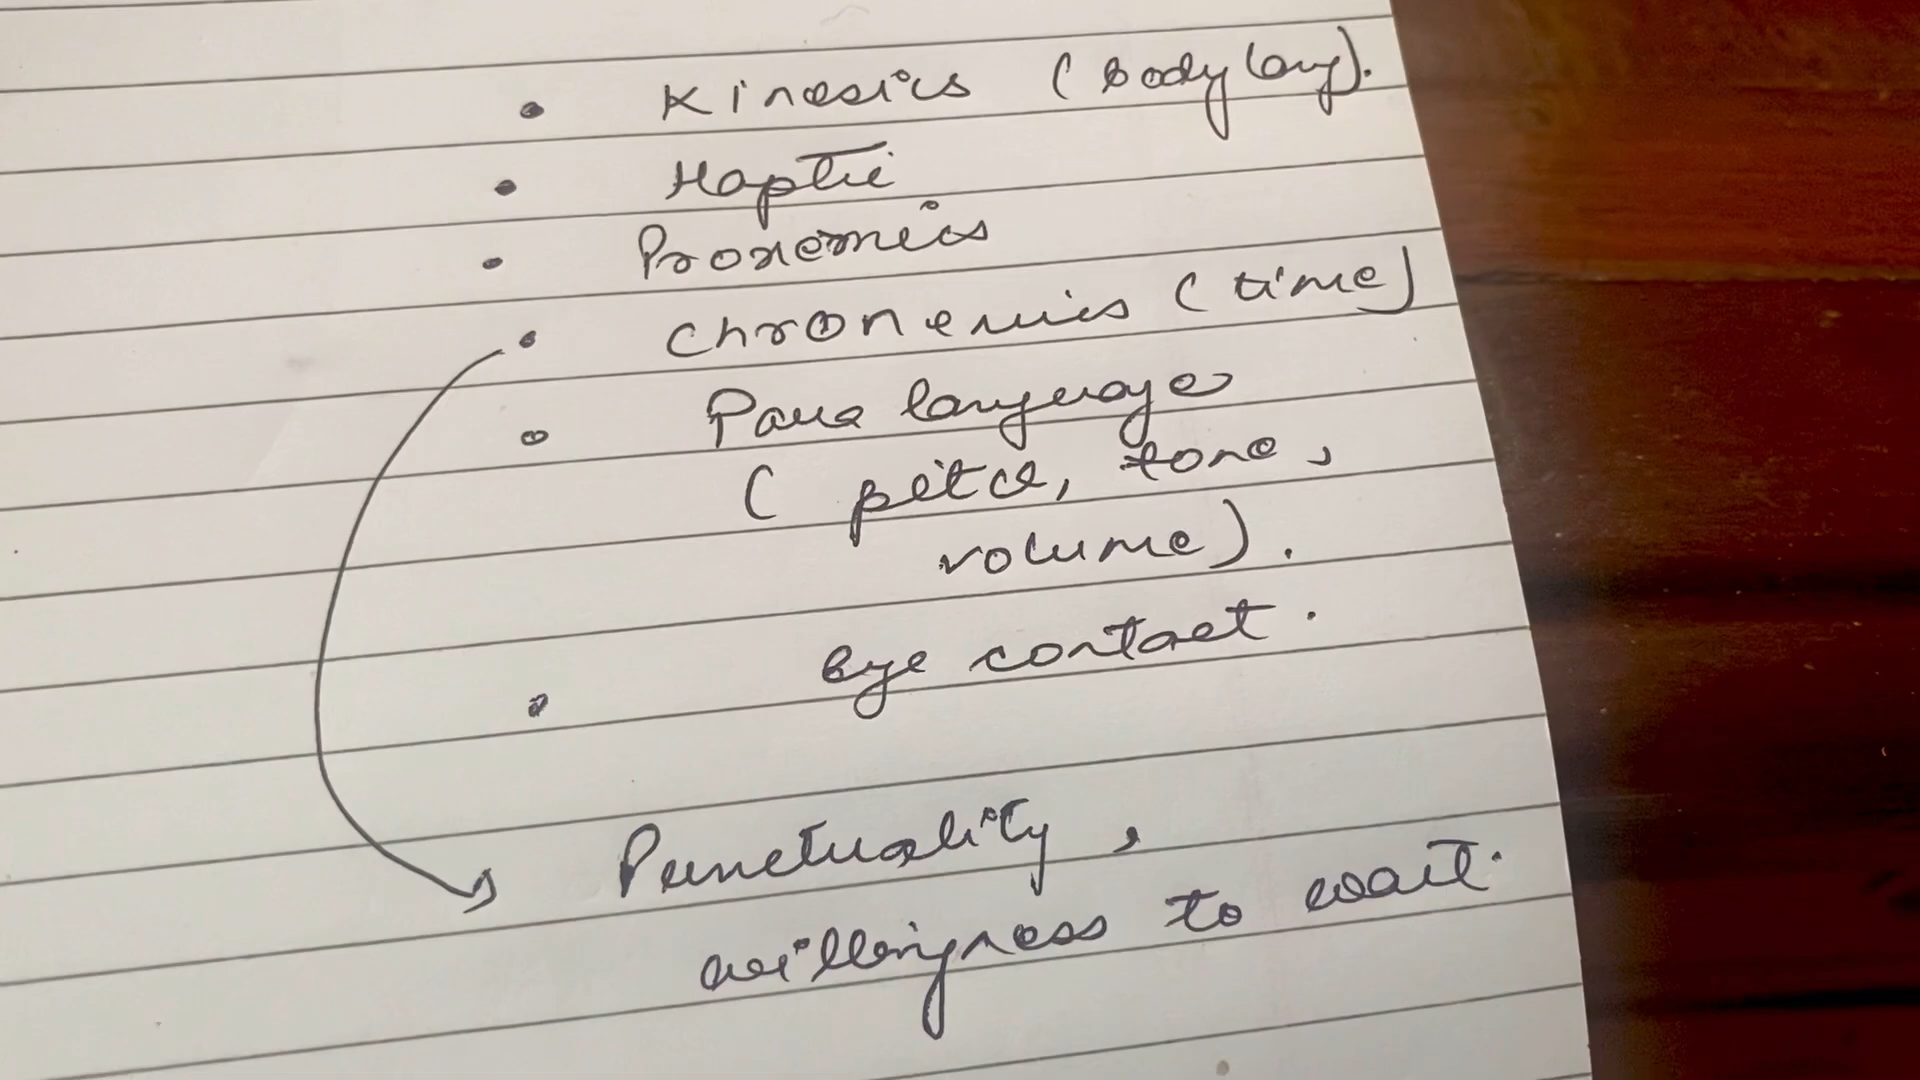 • Kinesics (body lang).
• Haptic
• Proxemics
• Chronemics (time)
• Para language
( pitch, tone,
volume).
• eye contact.
Punctuality,
willingness to wait.